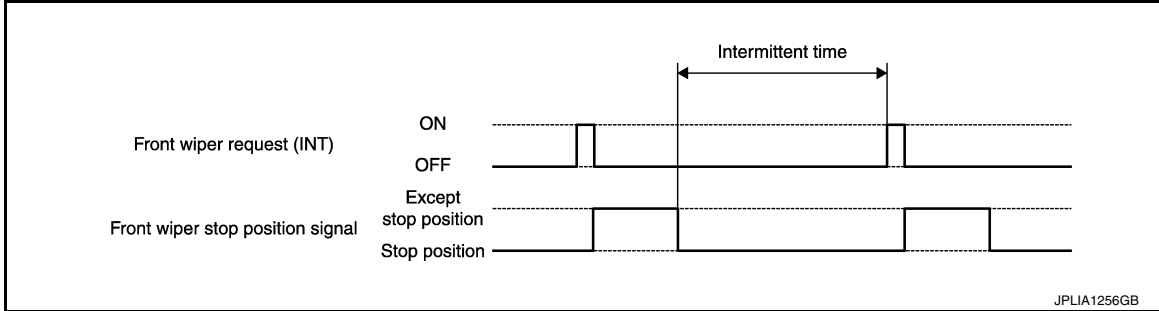 Intermittent time
Front wiper request (INT)
ON
OFF
Front wiper stop position signal
Except
stop position
Stop position
JPLIA1256GB